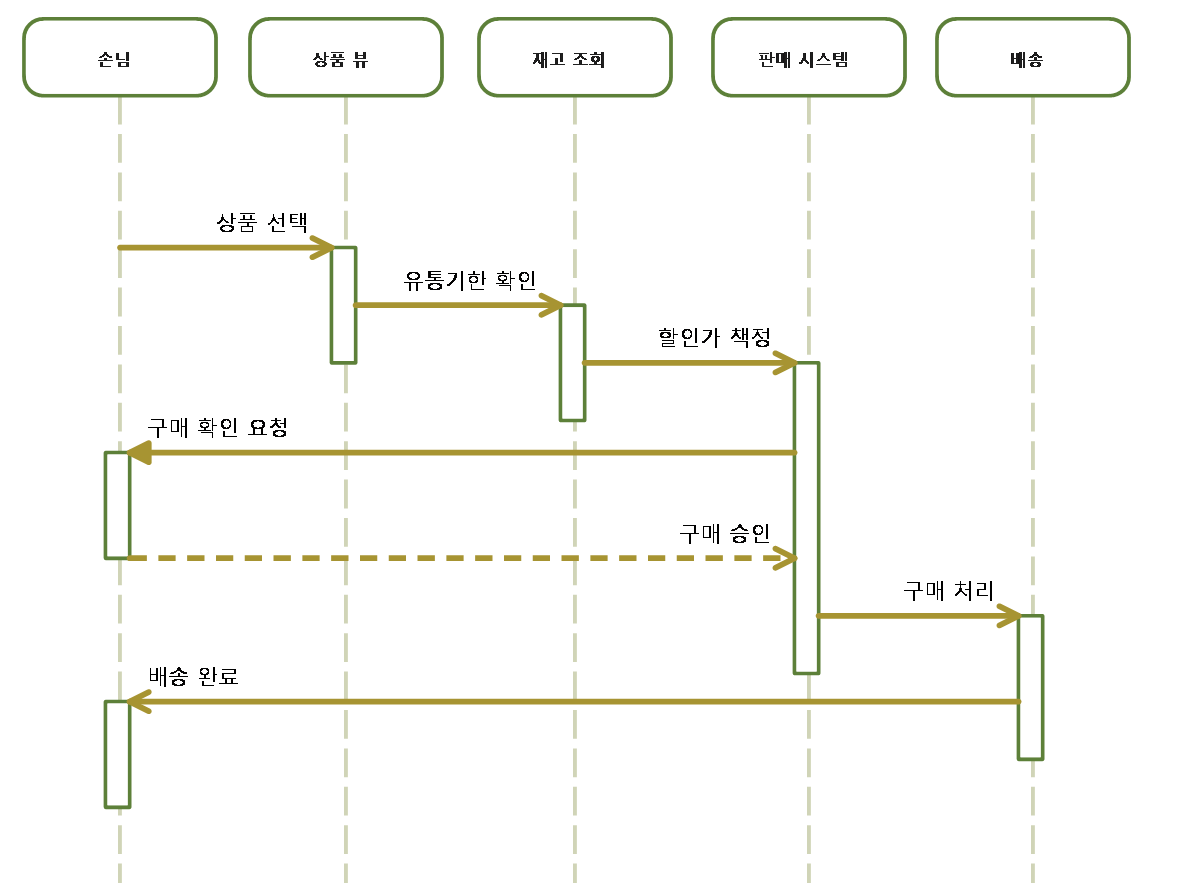 손님
상품 뷰
재고 조회
판매 시스템
배송
상품 선택
유통기한 확인
할인가 책정
구매 확인 요청
구매 승인
구매 처리
배송 완료